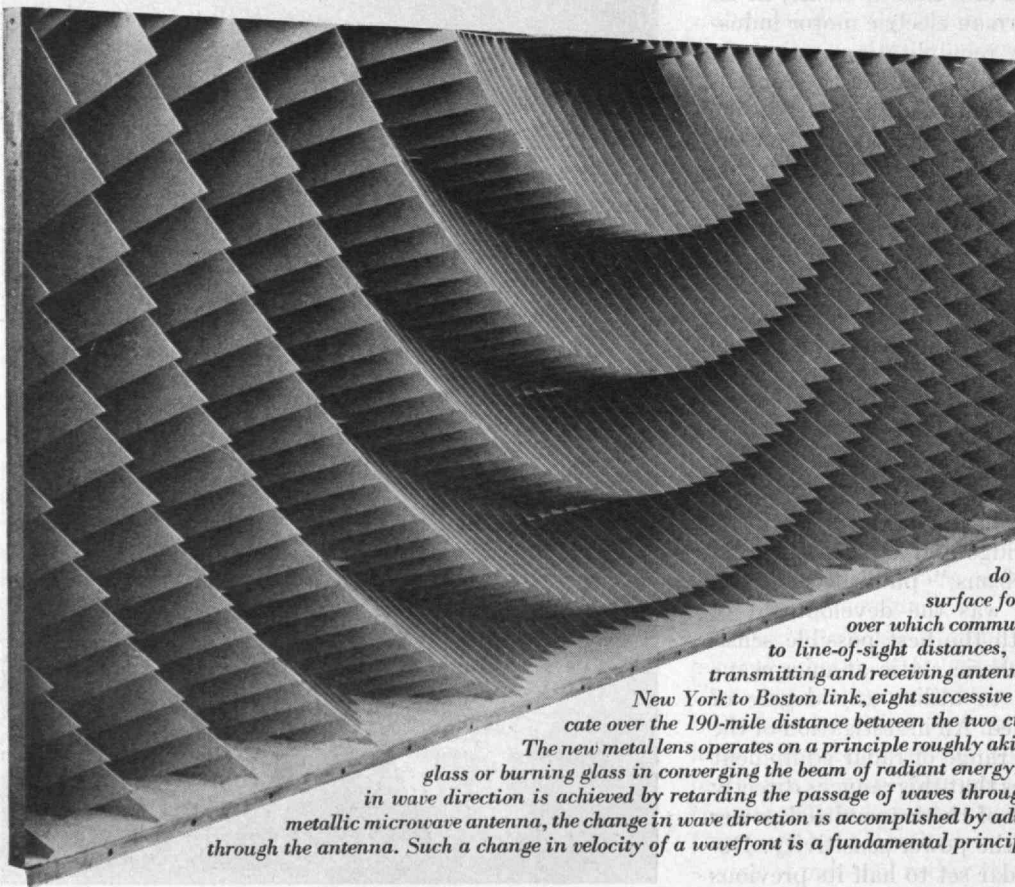 do
surface fo
over which commu
to line-of-sight distances,
transmitting and receiving antenn
New York to Boston link, eight successive
cate over the 190-mile distance between the two c
The new metal lens operates on a principle roughly aki
glass or burning glass in converging the beam of radiant energy
in wave direction is achieved by retarding the passage of waves throug
metallic microwave antenna, the change in wave direction is accomplished by ad
through the antenna. Such a change in velocity of a wavefront is a fundamental princip